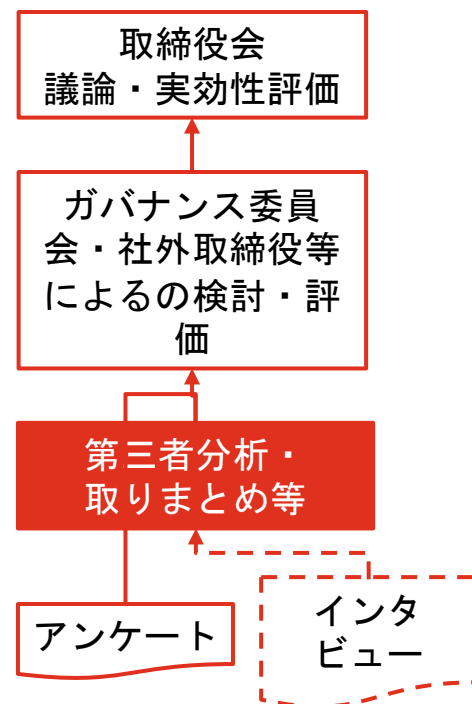 取締役会
議論・実効性評価
ガバナンス委員
会・社外取締役等
によるの検討・評
価
第三者分析・
取りまとめ等
アンケート
インタ
ビュー